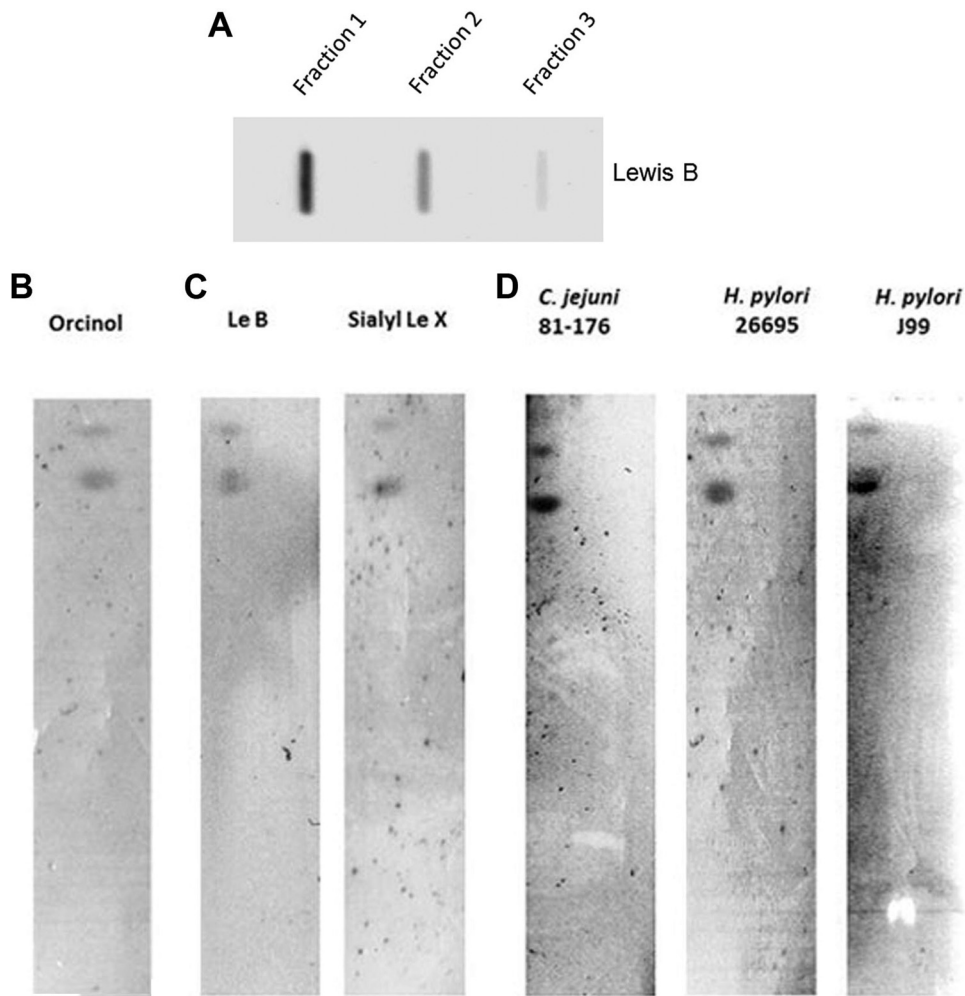 A
Fraction 1
Fraction 2
Fraction 3
Lewis B
B
Orcinol
C
Le B
Sialyl Le X
D
C. jejuni
81-176
H. pylori
26695
H. pylori
J99